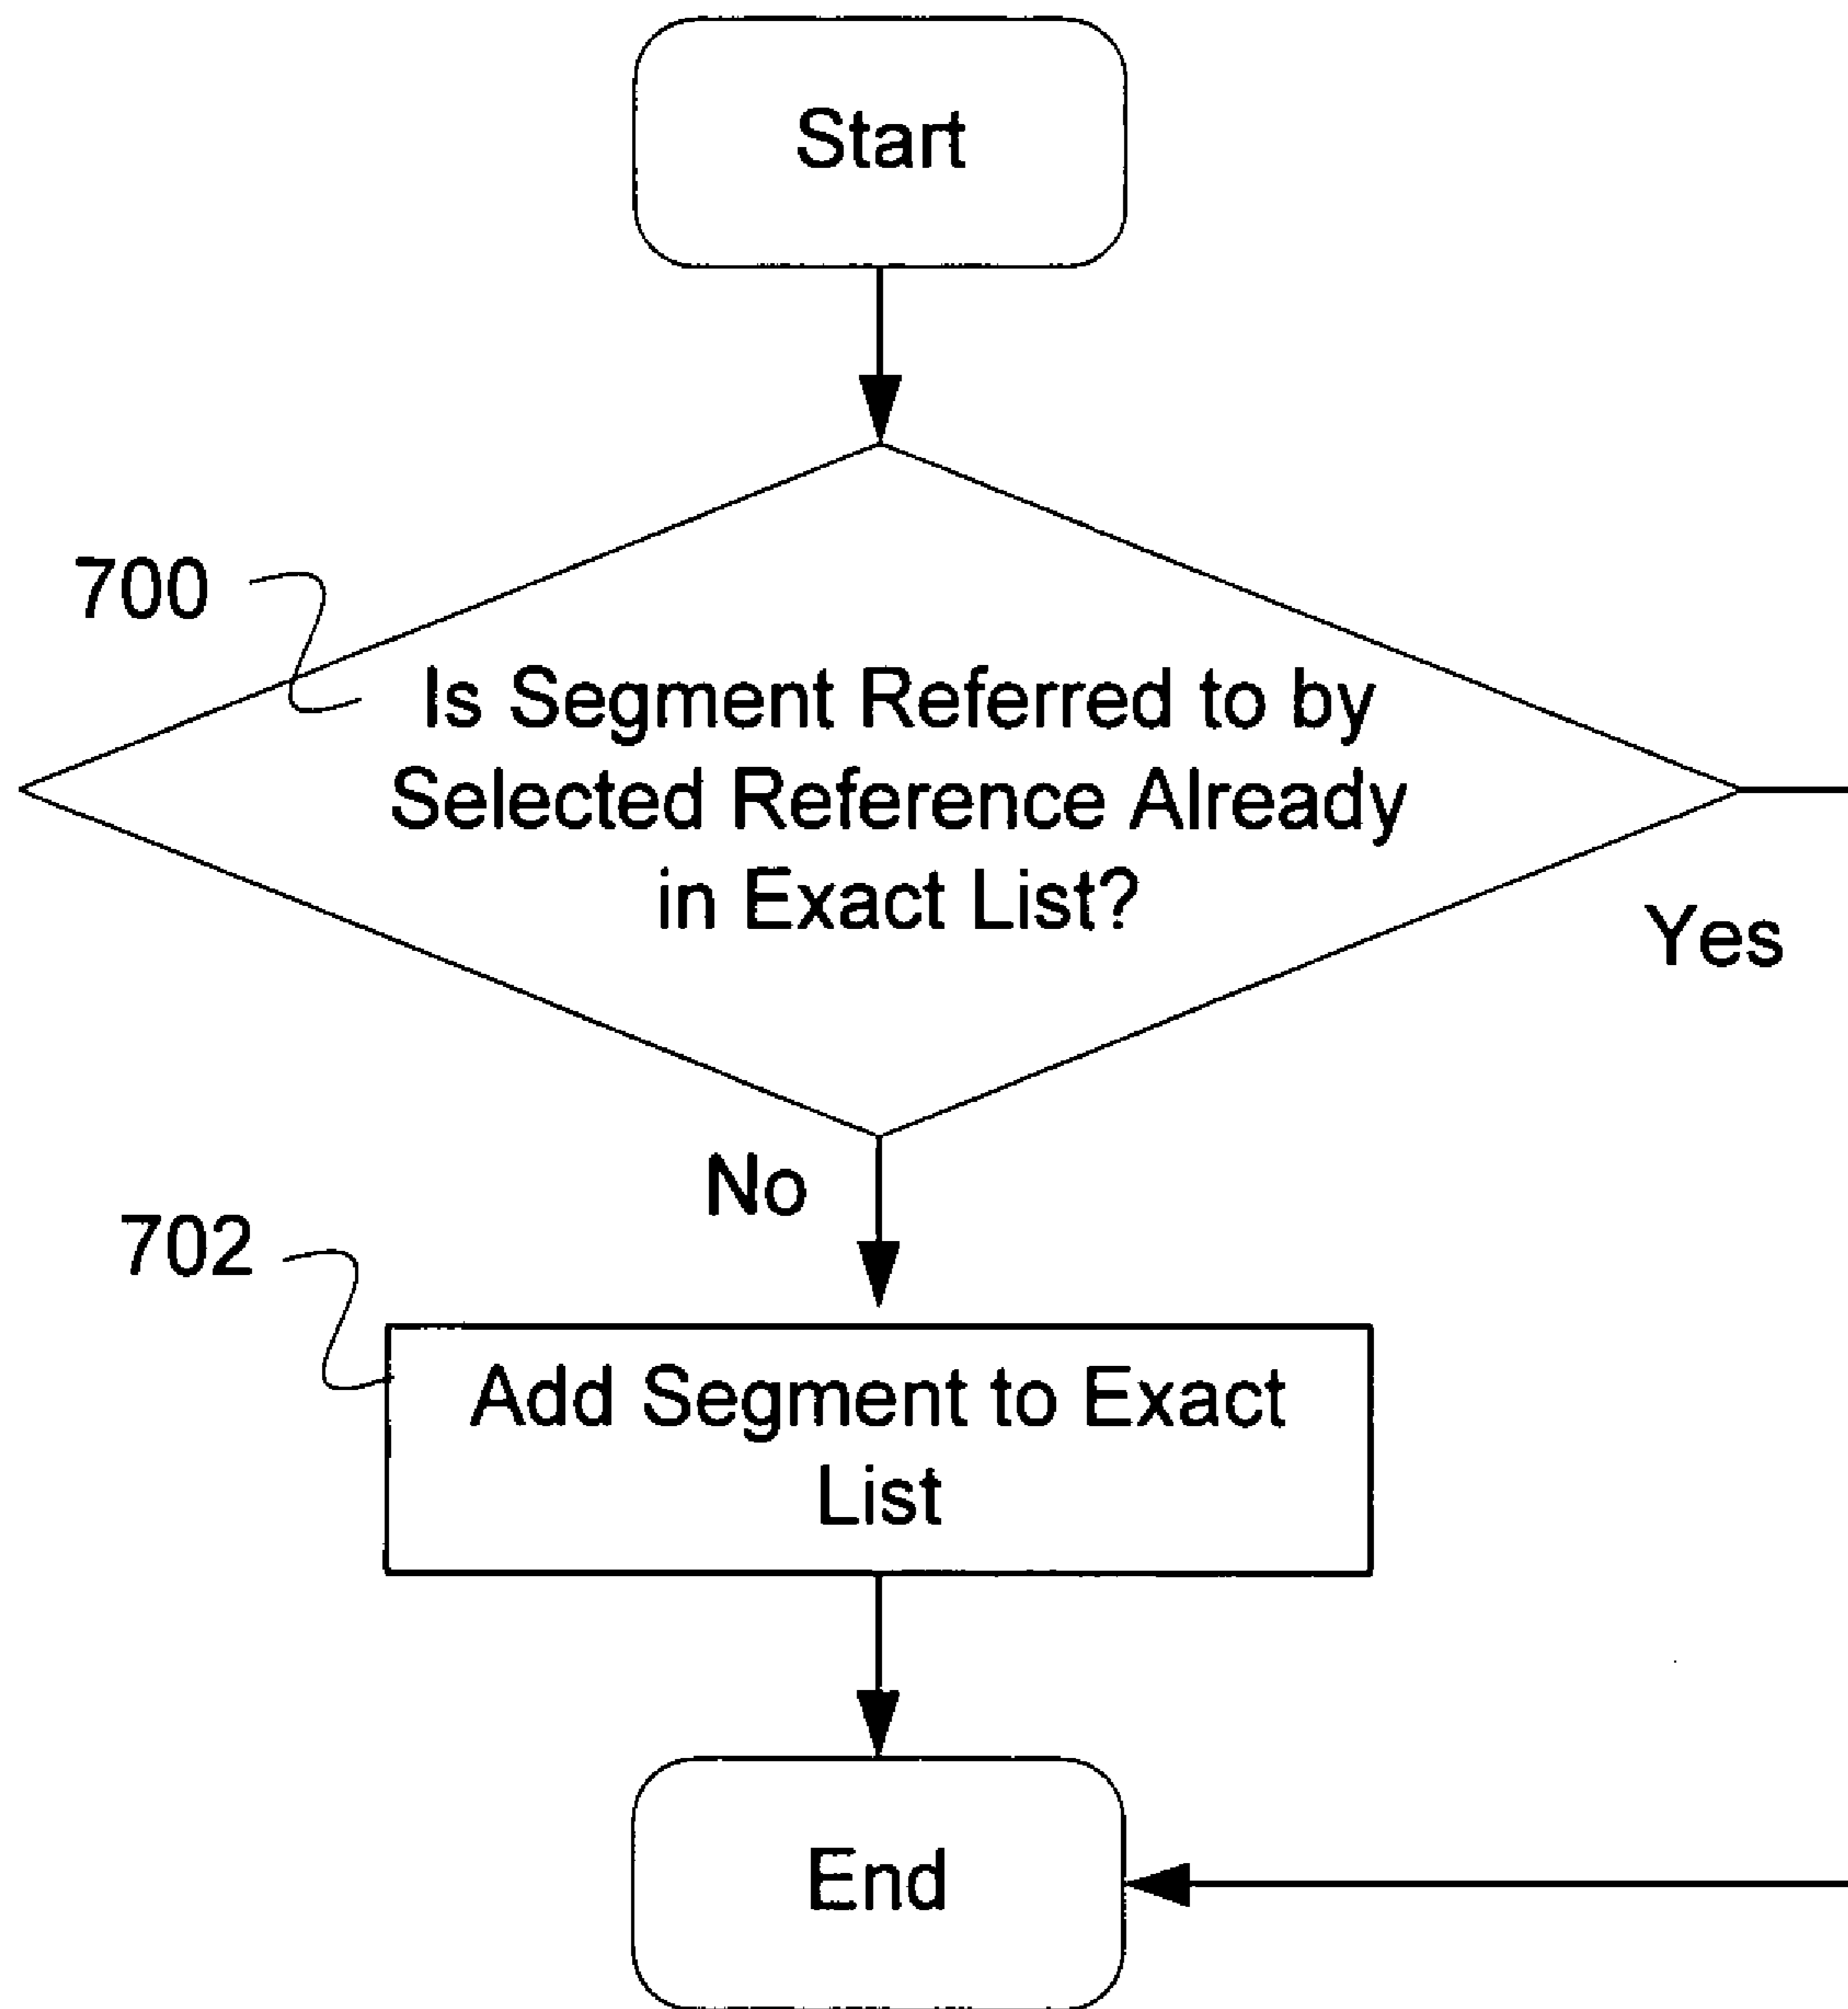 Start
700
Is Segment Referred to by
Selected Reference Already
in Exact List?
Yes
No
702
Add Segment to Exact
List
End